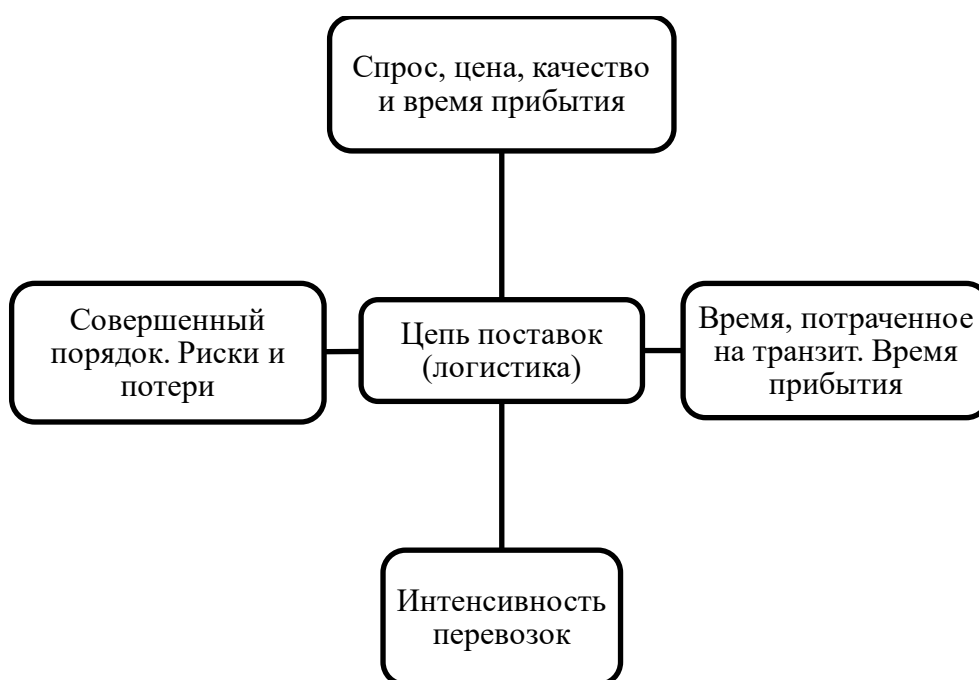 Спрос, цена, качество
и время прибытия
Совершенный
порядок. Риски и
потери
Цепь поставок
(логистика)
Время, потраченное
на транзит. Время
прибытия
Интенсивность
перевозок